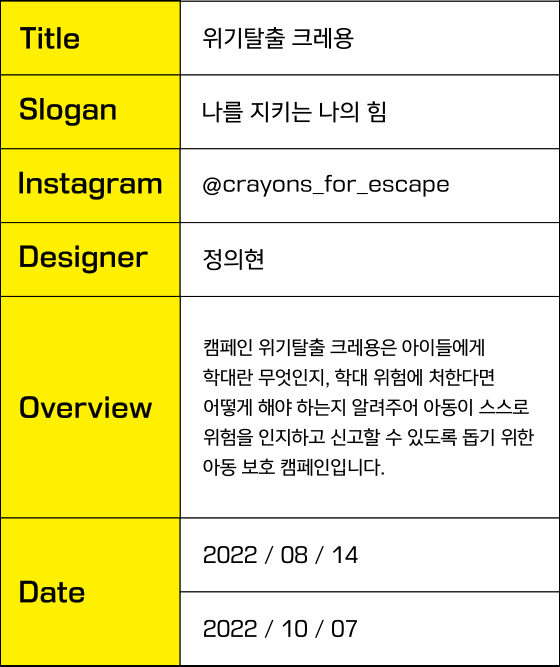 Title
위기탈출 크레용
Slogan
나를 지키는 나의 힘
Instagram
@crayons_for_escape
Designer
정의현
Overview
캠페인 위기탈출 크레용은 아이들에게
학대란 무엇인지, 학대 위험에 처한다면
어떻게 해야 하는지 알려주어 아동이 스스로
위험을 인지하고 신고할 수 있도록 돕기 위한
아동 보호 캠페인입니다.
Date
2022 / 08 / 14
2022 / 10 / 07